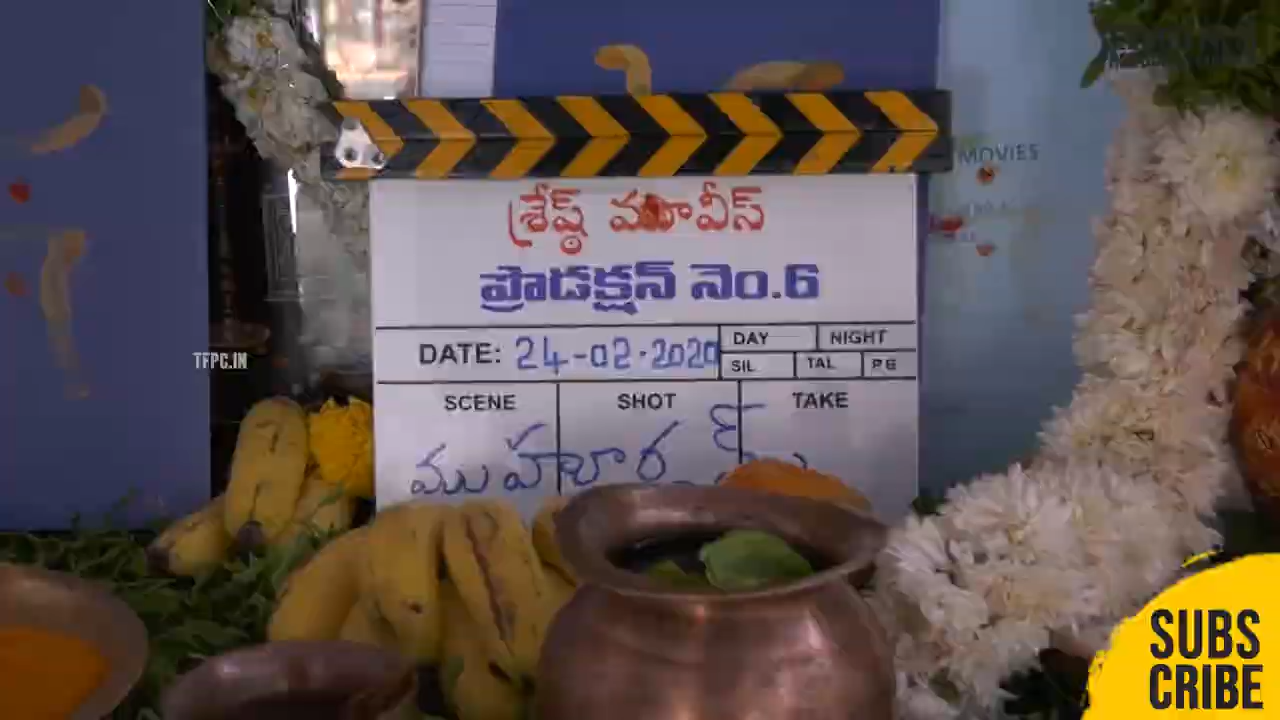 MOVIES
శ్రేష్ఠ్ మూవీస్
ప్రొడక్షన్ నెం.6
DATE: 24-02-2020
DAY NIGHT
SIL TAL PB
TFPC.IN
SCENE SHOT TAKE
SUBS
CRIBE